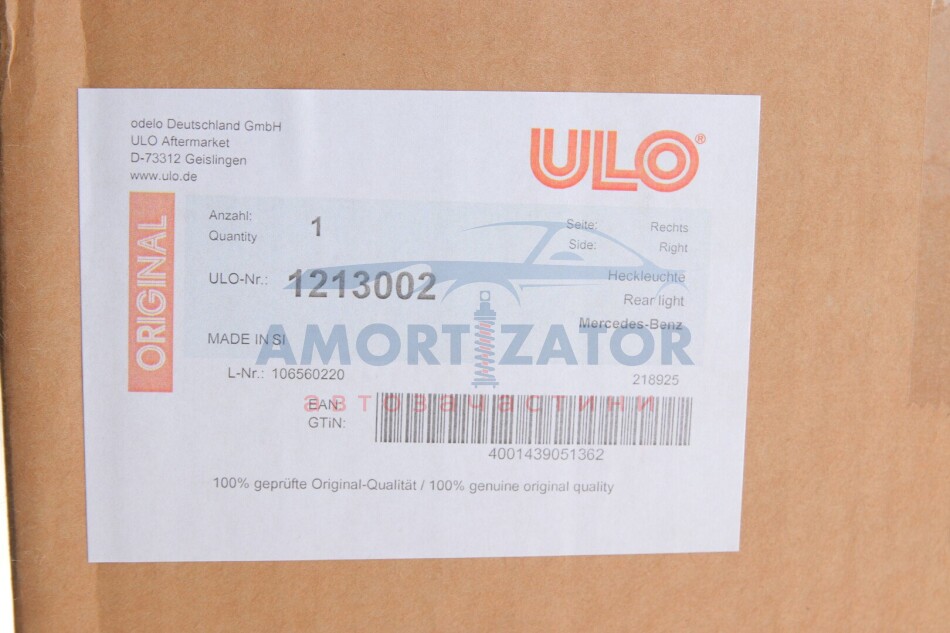 odelo Deutschland GmbH
ULO Aftermarket
D-73312 Geislingen
www.ulo.de
ULO®
ORIGINAL
Anzahl: 1
Quantity
Seite: Rechts
Side: Right
ULO-Nr.: 1213002
Heckleuchte
Rear light
Mercedes-Benz
MADE IN SI
AMORTIZATOR
L-Nr.: 106560220
218925
автозачастини
EAN:
GTiN:
4001439051362
100% geprüfte Original-Qualität / 100% genuine original quality